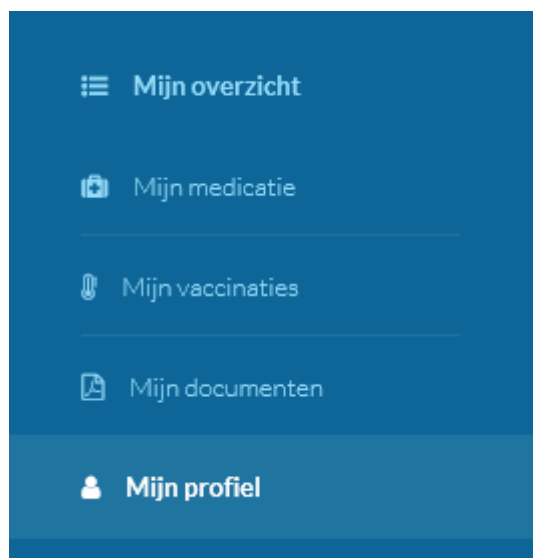 Mijn overzicht
Mijn medicatie
Mijn vaccinaties
Mijn documenten
Mijn profiel